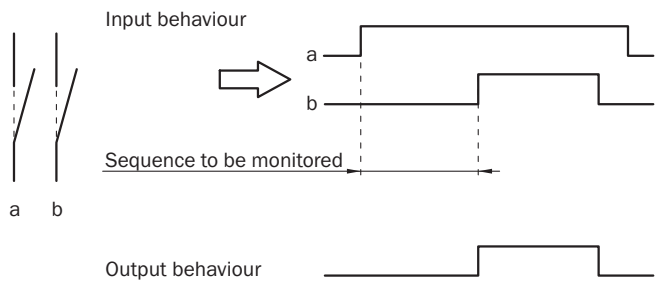 Input behaviour
a
b
Sequence to be monitored
a b
Output behaviour